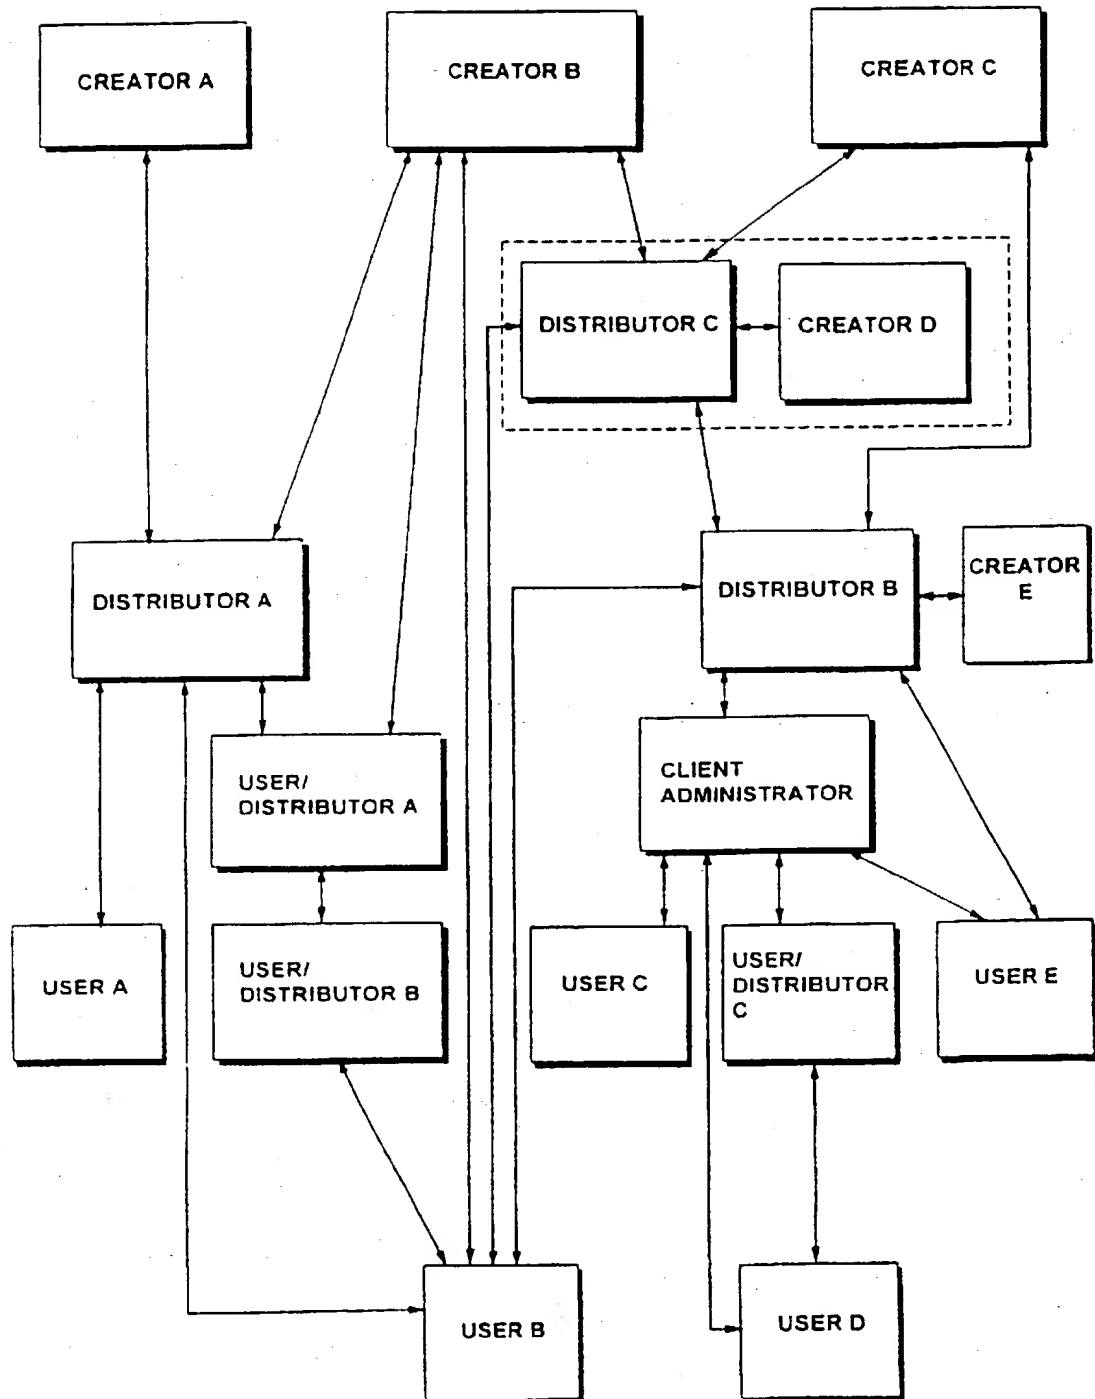 CREATOR A
CREATOR B
CREATOR C
DISTRIBUTOR C
CREATOR D
DISTRIBUTOR A
DISTRIBUTOR B
CREATOR
E
USER/
DISTRIBUTOR A
CLIENT
ADMINISTRATOR
USER A
USER/
DISTRIBUTOR B
USER C
USER/
DISTRIBUTOR
C
USER E
USER B
USER D